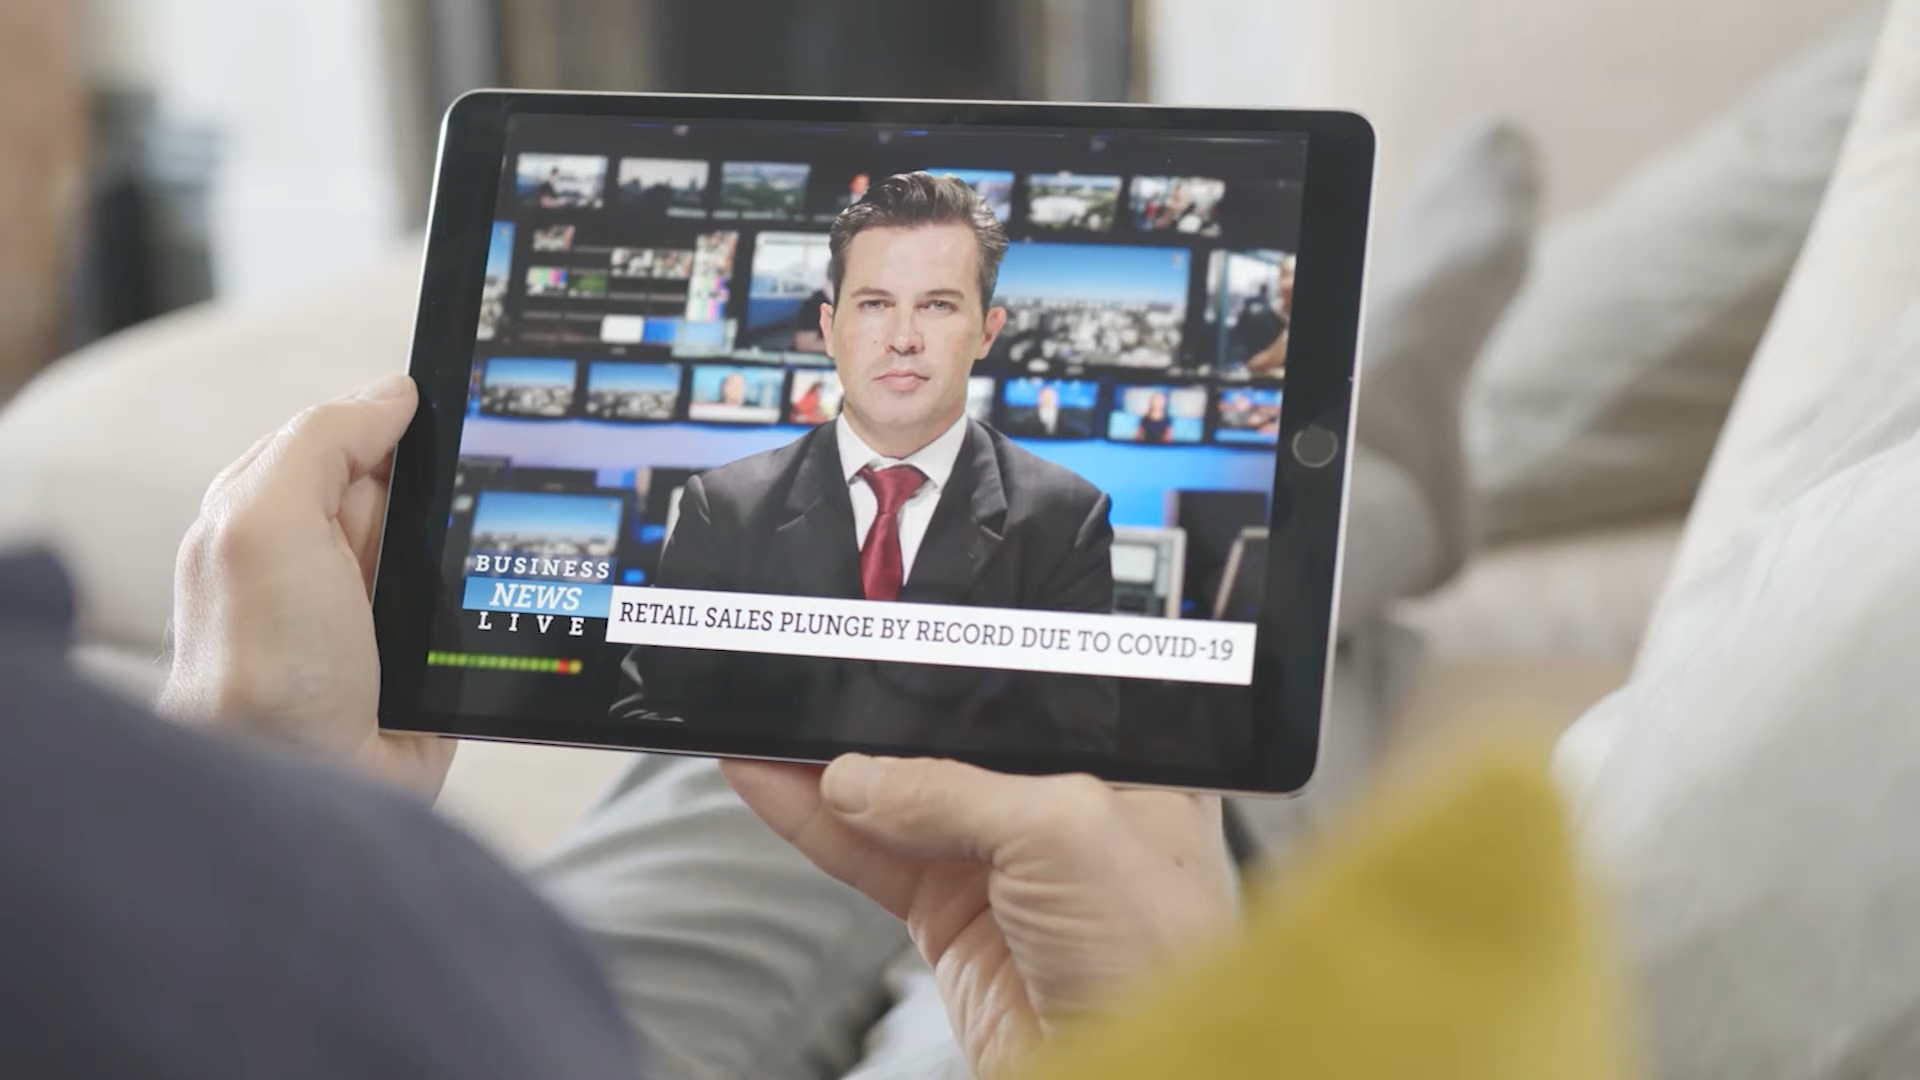 BUSINESS
NEWS
LIVE
RETAIL SALES PLUNGE BY RECORD DUE TO COVID-19